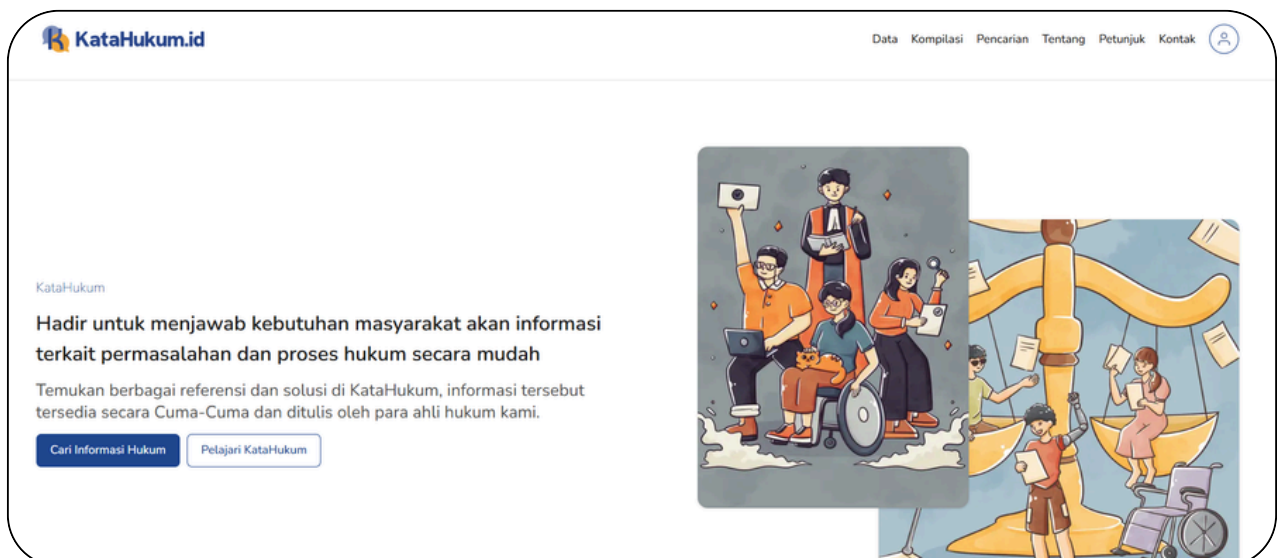 KataHukum.id
Data Kompilasi Pencarian Tentang Petunjuk Kontak
KataHukum
Hadir untuk menjawab kebutuhan masyarakat akan informasi
terkait permasalahan dan proses hukum secara mudah
Temukan berbagai referensi dan solusi di KataHukum, informasi tersebut
tersedia secara Cuma-Cuma dan ditulis oleh para ahli hukum kami.
Cari Informasi Hukum Pelajari KataHukum